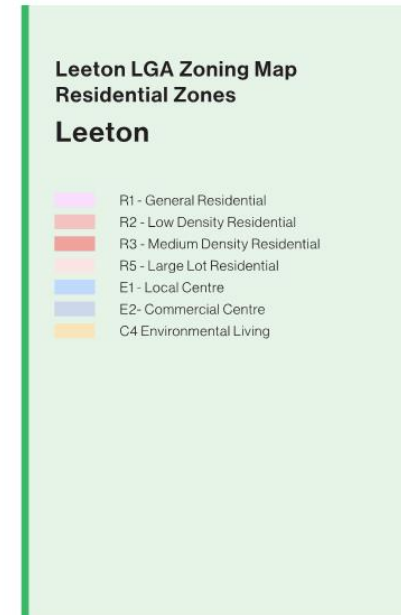 Leeton LGA Zoning Map
Residential Zones
Leeton
R1 - General Residential
R2 - Low Density Residential
R3 - Medium Density Residential
R5 - Large Lot Residential
E1 - Local Centre
E2- Commercial Centre
C4 Environmental Living